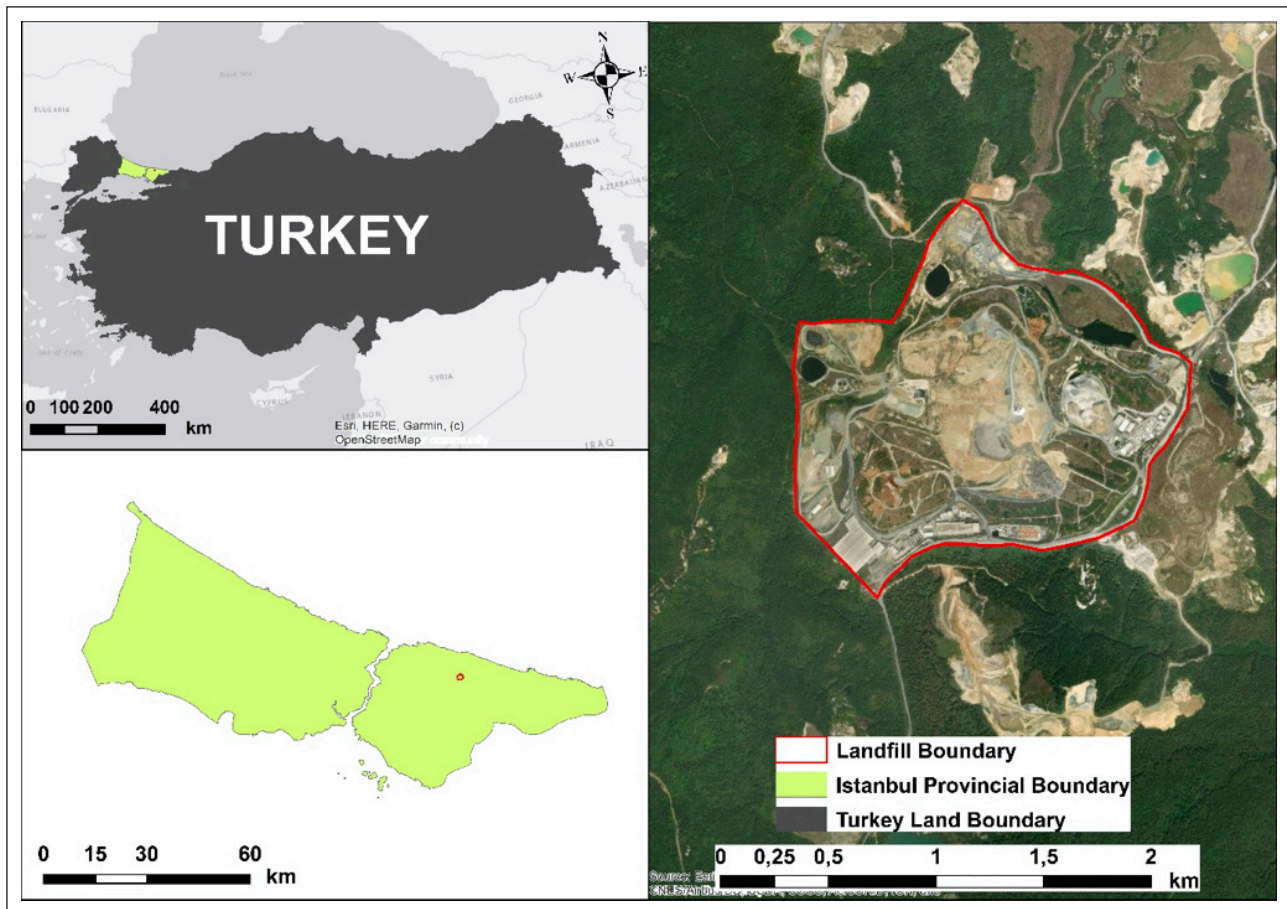 N
W
E
S
Black Sea
BULGARIA
GEORGIA
ARMENIA
AZERBAIJAN
TURKEY
Sea of Crete
SYRIA
CYPRUS
LEBANON
IRAQ
0 100 200 400
km
Esri, HERE, Garmin, (c)
OpenStreetMap
community
0 15 30 60
km
Landfill Boundary
Istanbul Provincial Boundary
Turkey Land Boundary
0 0,25 0,5 1 1,5 2
km
Source: Esri